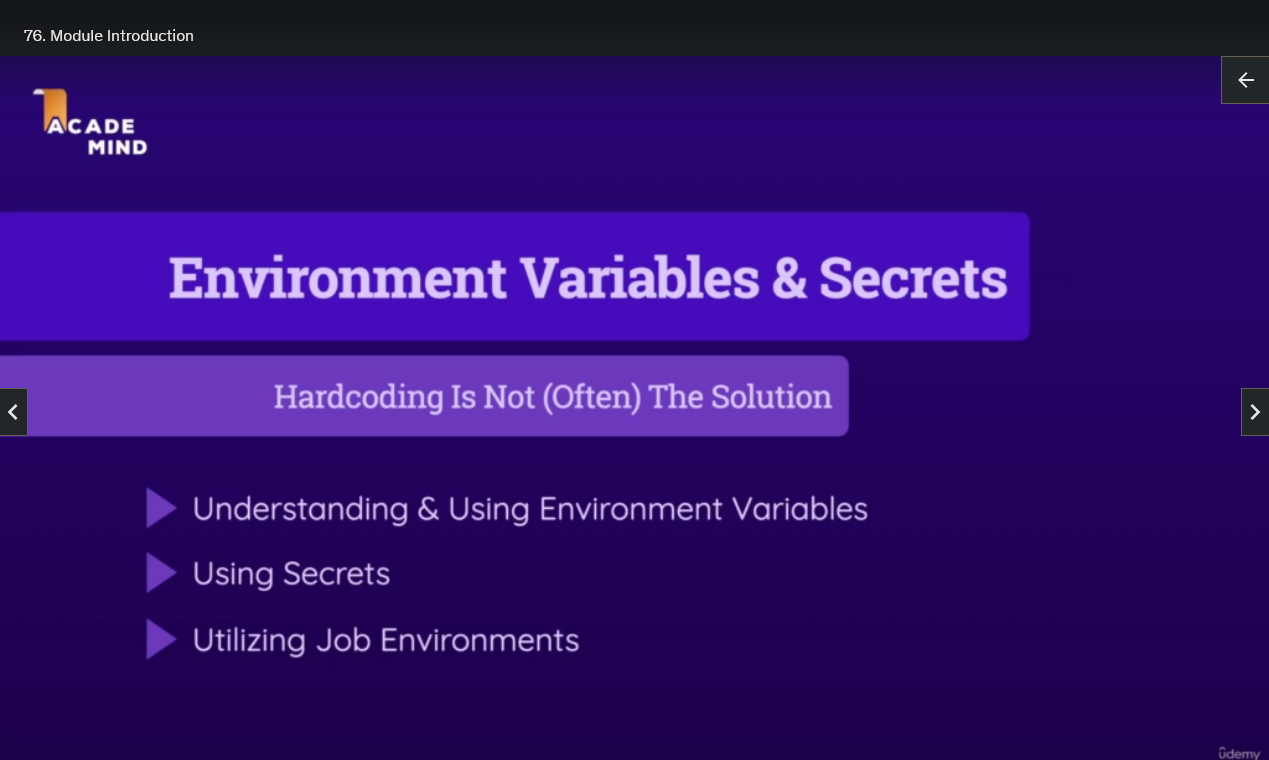 76. Module Introduction
ACADE
MIND
Environment Variables & Secrets
Hardcoding Is Not (Often) The Solution
Understanding & Using Environment Variables
Using Secrets
Utilizing Job Environments
ûdemy